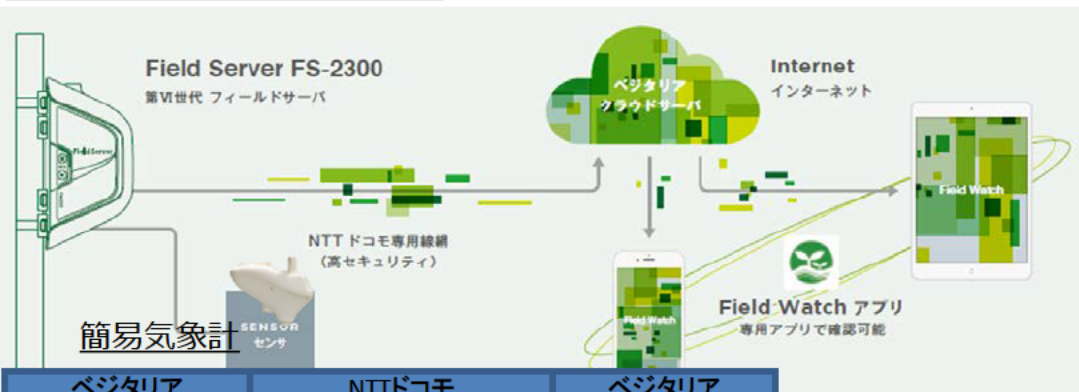 Field Server FS-2300
第Ⅵ世代 フィールドサーバ
ベジタリア
クラウドサーバ
Internet
インターネット
Field Server
Field Watch
NTT ドコモ専用線網
(高セキュリティ)
Field Watch アプリ
専用アプリで確認可能
Field Watch
簡易気象計
SENSOR
センサ
ベジタリア
NTTドコモ
ベジタリア